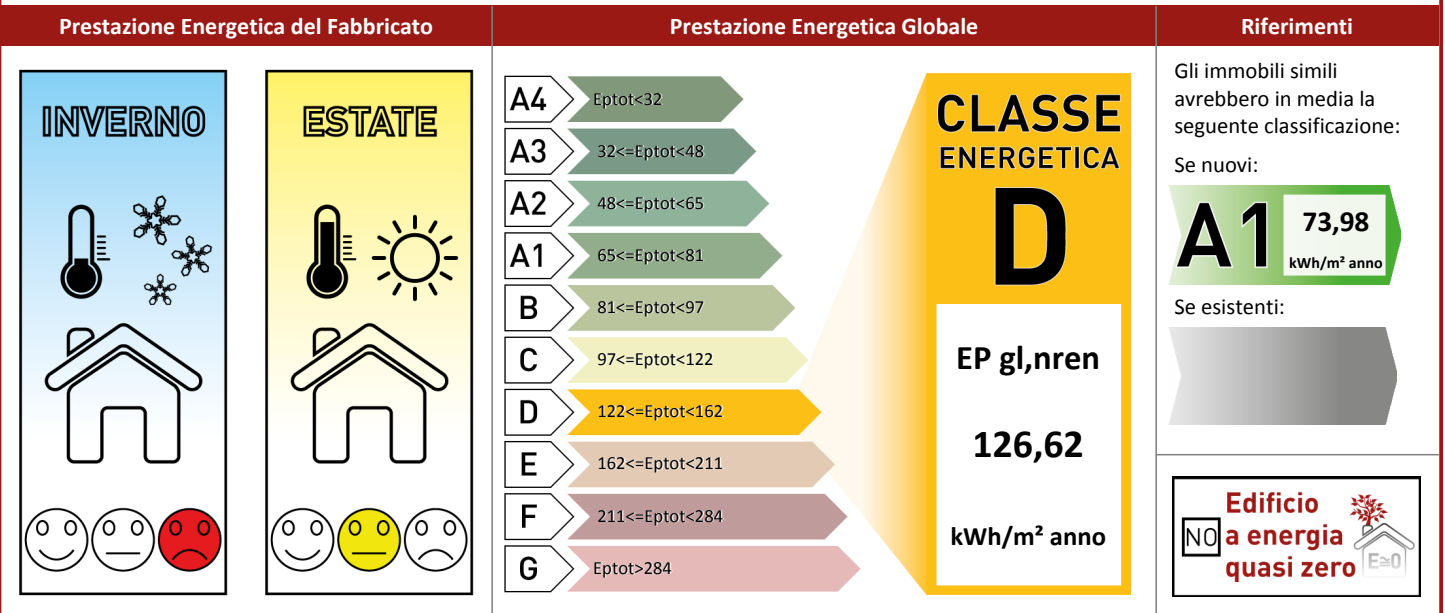 Prestazione Energetica del Fabbricato
Prestazione Energetica Globale
Riferimenti
INVERNO
ESTATE
A4
Eptot<32
A3
32<=Eptot<48
A2
48<=Eptot<65
A1
65<=Eptot<81
B
81<=Eptot<97
C
97<=Eptot<122
D
122<=Eptot<162
E
162<=Eptot<211
F
211<=Eptot<284
G
Eptot>284
CLASSE
ENERGETICA
D
EP gl,nren
126,62
kWh/m² anno
Gli immobili simili
avrebbero in media la
seguente classificazione:
Se nuovi:
A1
73,98
kWh/m² anno
Se esistenti:
Edificio
NO a energia
quasi zero
E≅0